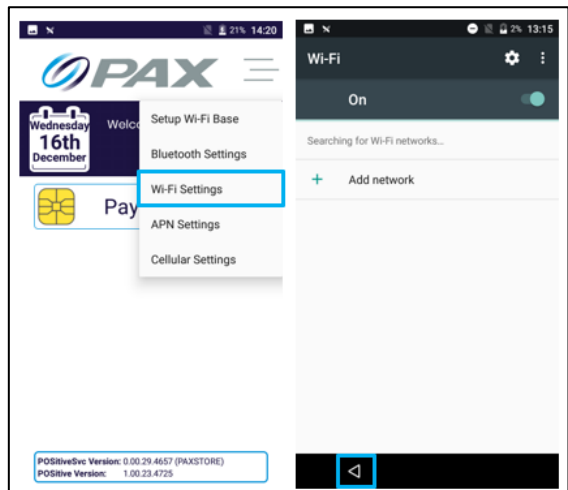 21% 14:20
PAX
Wednesday
16th
December
Welco
Setup Wi-Fi Base
Bluetooth Settings
Wi-Fi Settings
APN Settings
Cellular Settings
Pay
POSitiveSvc Version: 0.00.29.4657 (PAXSTORE)
POSitive Version: 1.00.23.4725
2% 13:15
Wi-Fi
On
Searching for Wi-Fi networks...
+ Add network